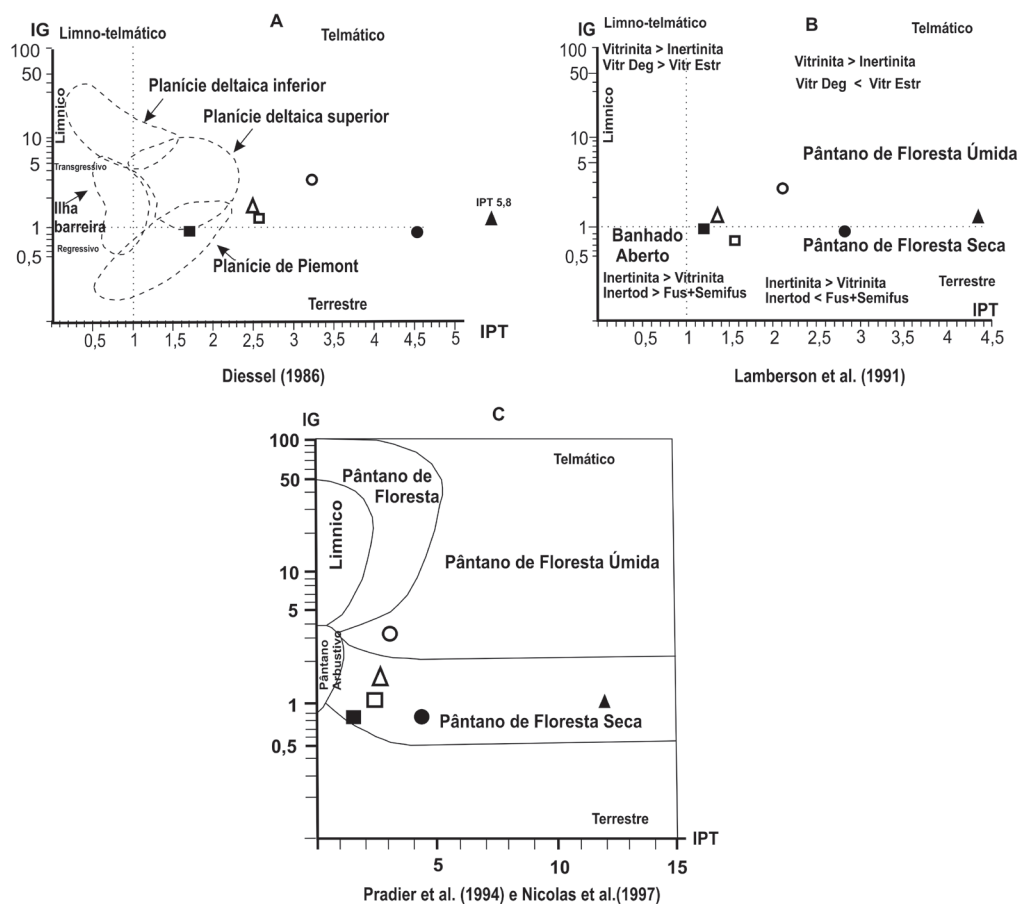 A
IG
Limno-telmático
Telmático
100
50
10
5
1
0,5
Limnico
Planície deltaica inferior
Planície deltaica superior
Transgressivo
Ilha
barreira
Regressivo
IPT 5,8
Planície de Piemont
Terrestre
0,5 1 1,5 2 2,5 3 3,5 4 4,5 5
IPT
Diessel (1986)
B
IG
Limno-telmático
Telmático
Vitrinita > Inertinita
Vitr Deg > Vitr Estr
Vitrinita > Inertinita
Vitr Deg < Vitr Estr
100
50
10
5
1
0,5
Limnico
Pântano de Floresta Úmida
Banhado
Aberto
Pântano de Floresta Seca
Inertinita > Vitrinita
Inertod > Fus+Semifus
Inertinita > Vitrinita
Inertod < Fus+Semifus
Terrestre
IPT
0,5 1 1,5 2 2,5 3 3,5 4 4,5
Lamberson et al. (1991)
C
IG
100
50
10
5
1
0,5
Telmático
Pântano de
Floresta
Limnico
Pântano de Floresta Úmida
Pântano
Arbustivo
Pântano de Floresta Seca
Terrestre
IPT
5 10 15
Pradier et al. (1994) e Nicolas et al.(1997)